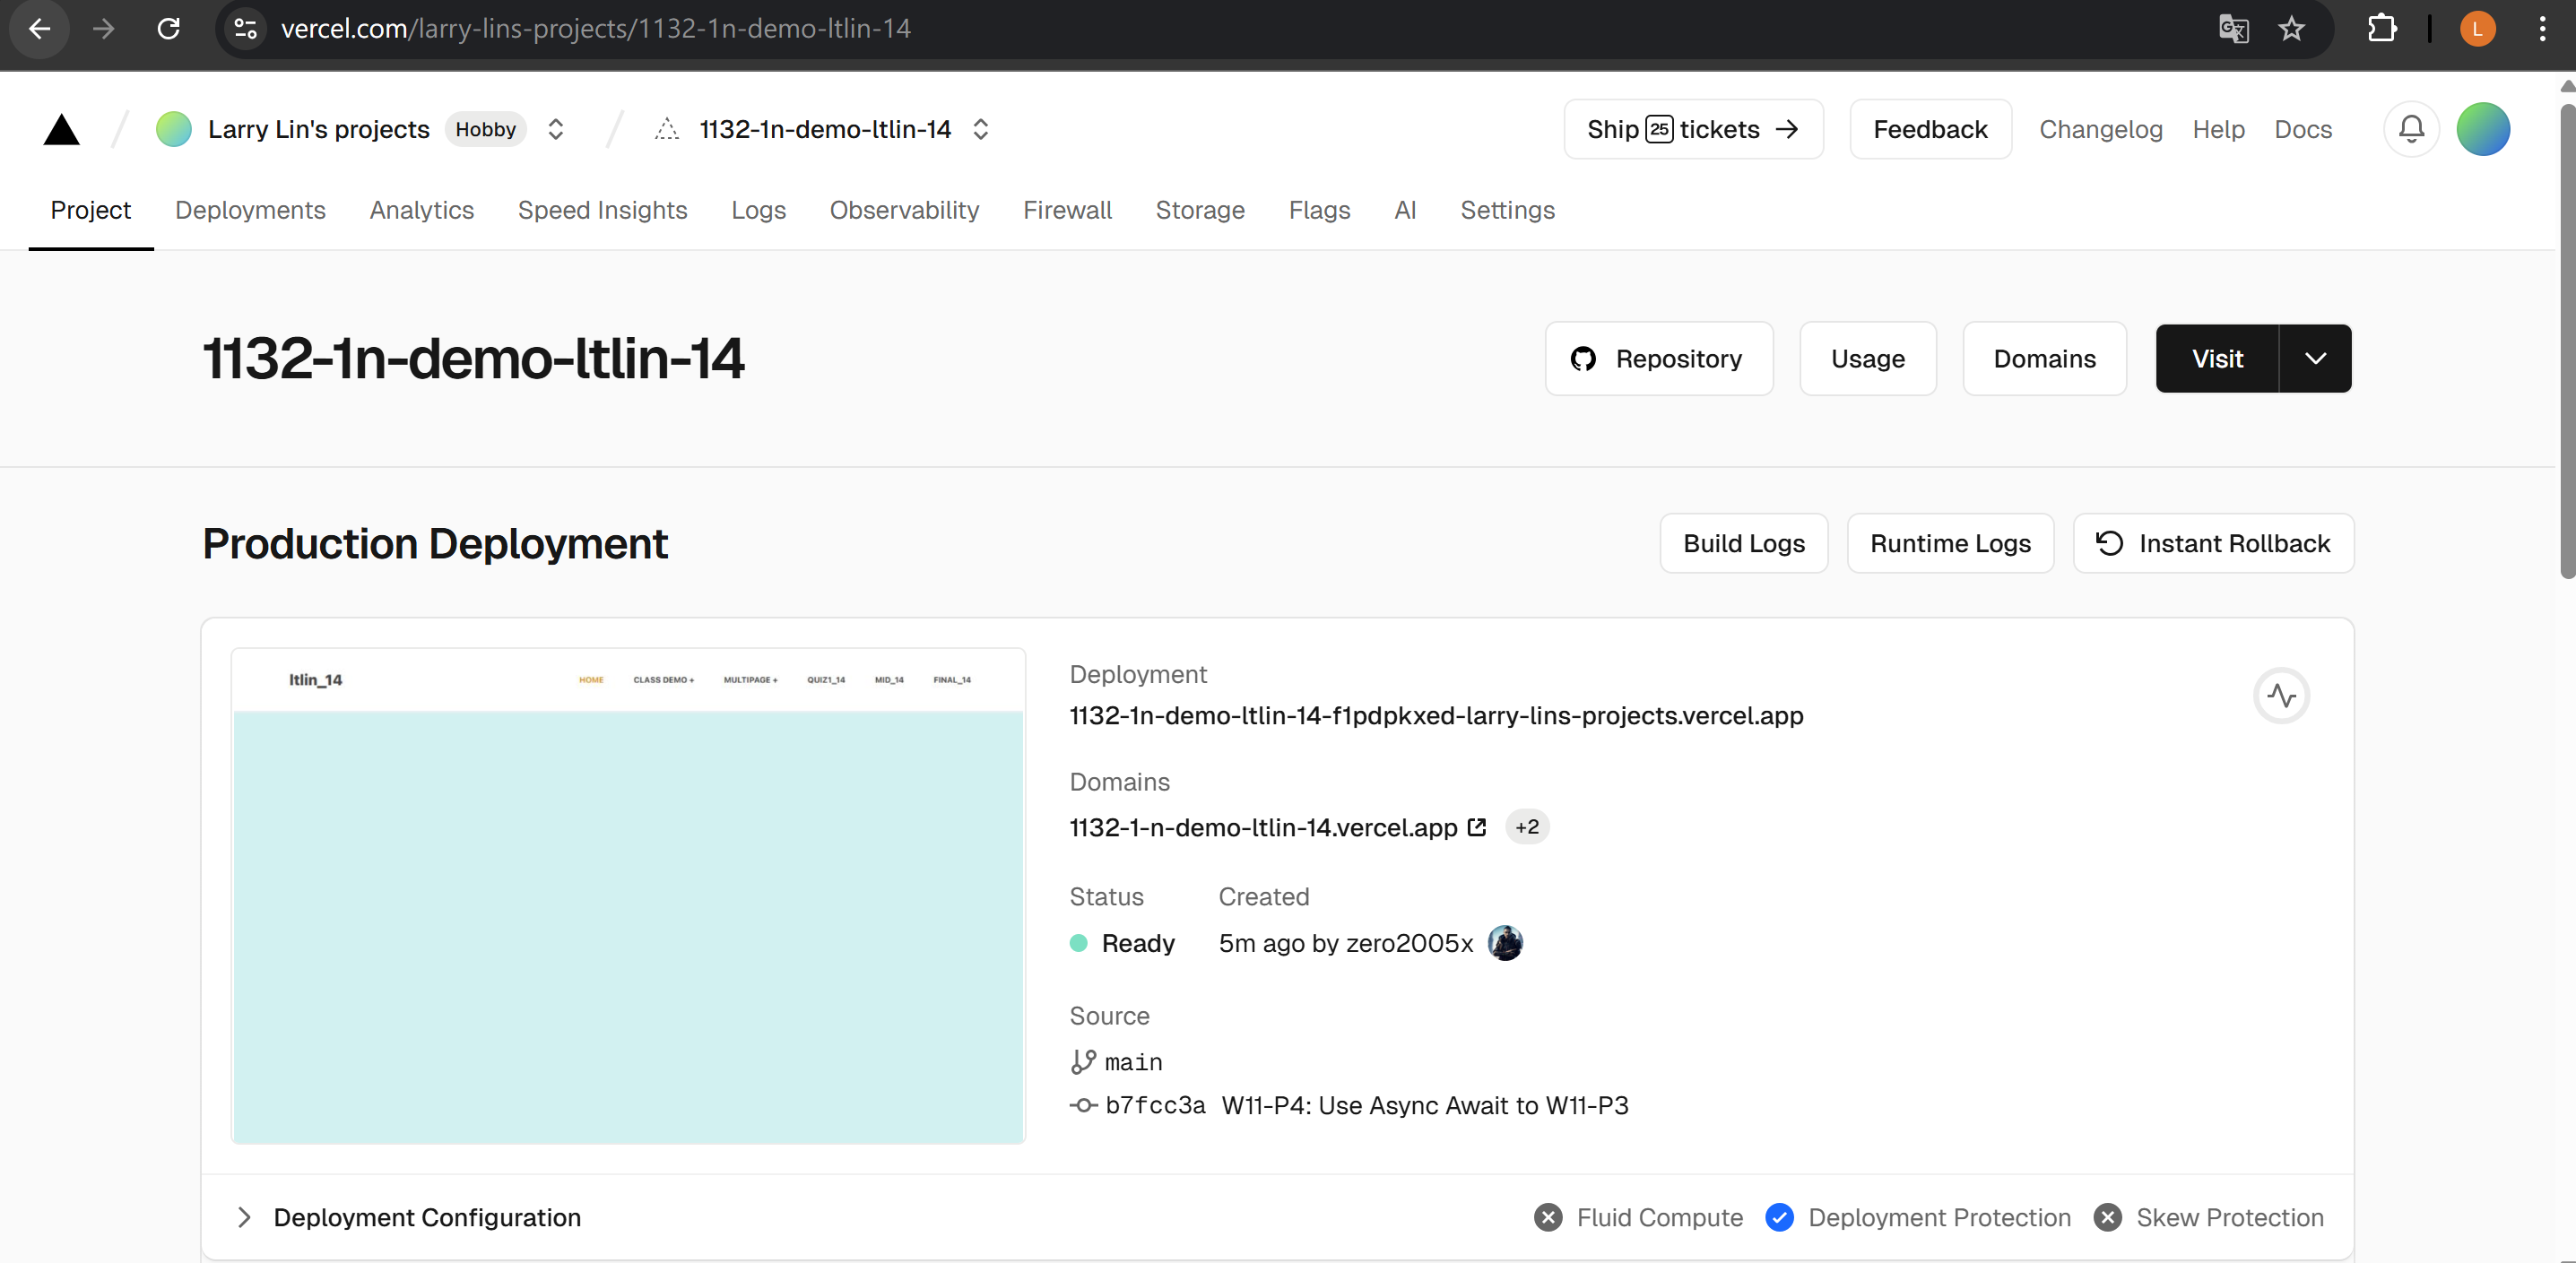 vercel.com/larry-lins-projects/1132-1n-demo-ltlin-14
L
Larry Lin's projects Hobby 1132-1n-demo-ltlin-14 Ship 25 tickets → Feedback Changelog Help Docs
Project Deployments Analytics Speed Insights Logs Observability Firewall Storage Flags AI Settings
1132-1n-demo-ltlin-14 Repository Usage Domains Visit
Production Deployment Build Logs Runtime Logs Instant Rollback
ltlin_14 HOME CLASS DEMO + MULTIPAGE + QUIZ1_14 MID_14 FINAL_14
Deployment
1132-1n-demo-ltlin-14-f1pdpkxed-larry-lins-projects.vercel.app
Domains
1132-1-n-demo-ltlin-14.vercel.app +2
Status Created
Ready 5m ago by zero2005x
Source
main
b7fcc3a W11-P4: Use Async Await to W11-P3
Deployment Configuration Fluid Compute Deployment Protection Skew Protection